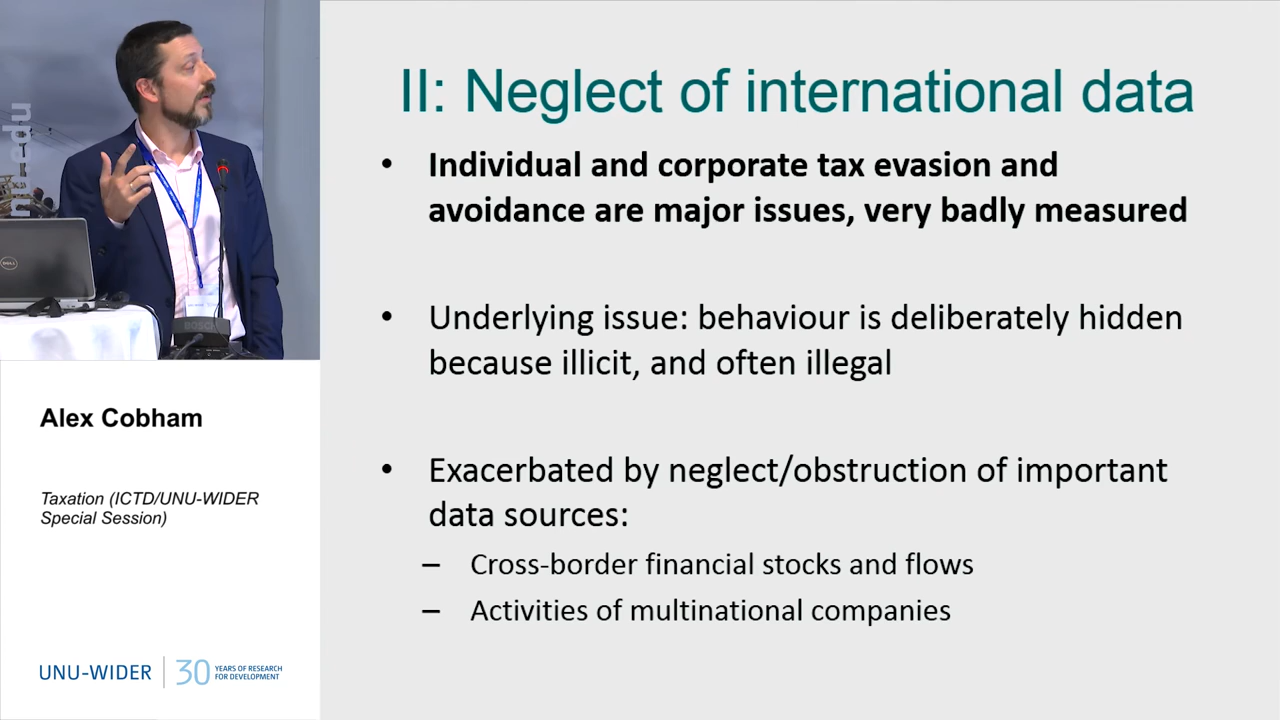 II: Neglect of international data
• Individual and corporate tax evasion and
avoidance are major issues, very badly measured
• Underlying issue: behaviour is deliberately hidden
because illicit, and often illegal
• Exacerbated by neglect/obstruction of important
data sources:
– Cross-border financial stocks and flows
– Activities of multinational companies
DELL
BOSCH
Alex Cobham
Taxation (ICTD/UNU-WIDER
Special Session)
UNU-WIDER
30 YEARS OF RESEARCH
FOR DEVELOPMENT